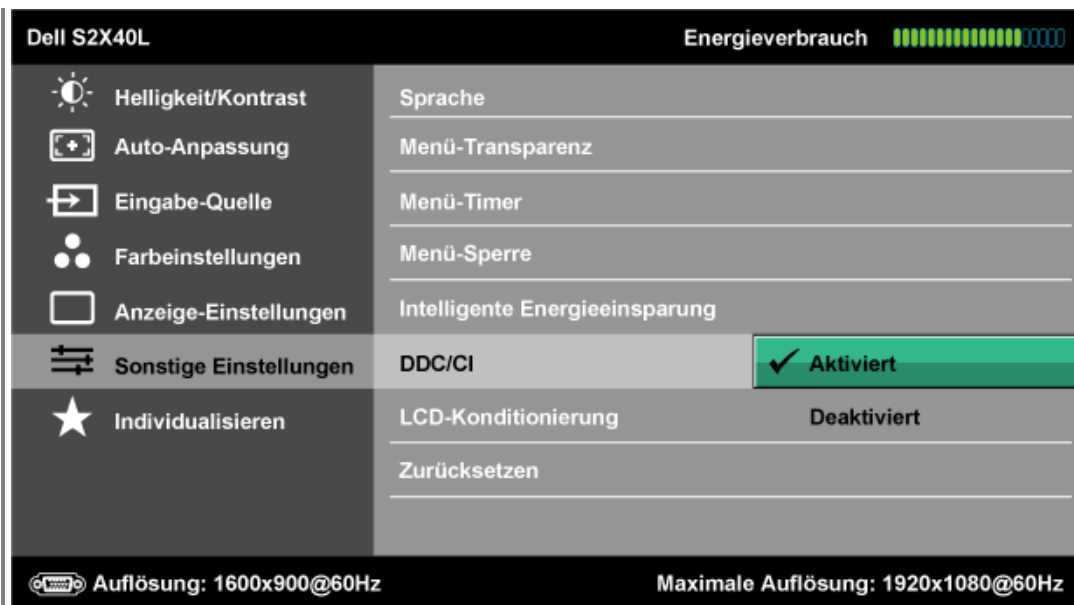 Dell S2X40L Energieverbrauch
Helligkeit/Kontrast Sprache
Auto-Anpassung Menü-Transparenz
Eingabe-Quelle Menü-Timer
Farbeinstellungen Menü-Sperre
Anzeige-Einstellungen Intelligente Energieeinsparung
Sonstige Einstellungen DDC/CI Aktiviert
Individualisieren LCD-Konditionierung Deaktiviert
Zurücksetzen
Auflösung: 1600x900@60Hz Maximale Auflösung: 1920x1080@60Hz